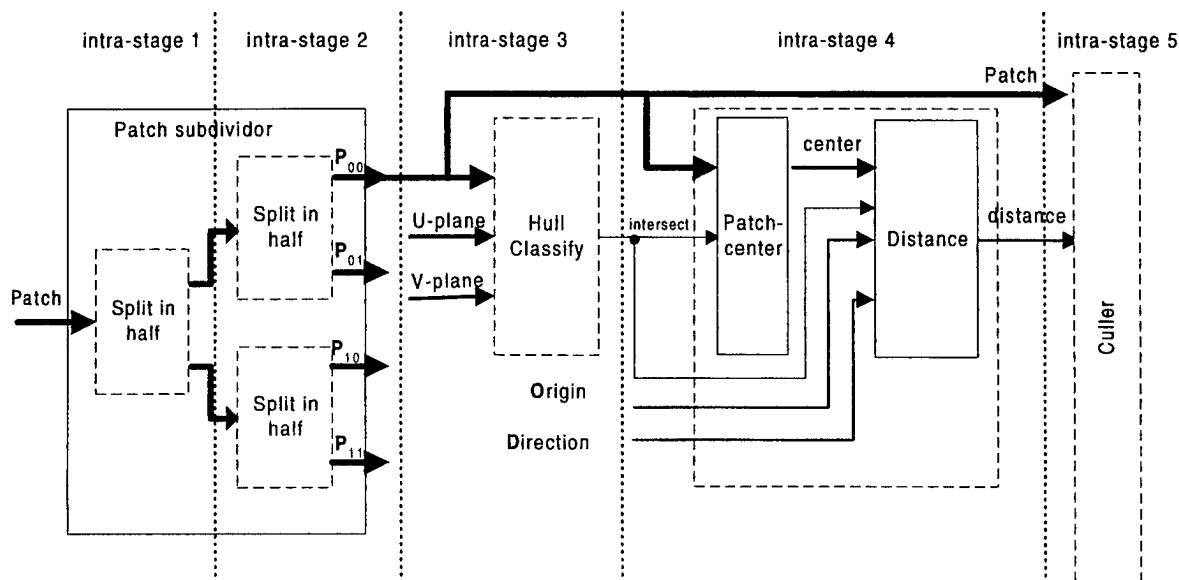 intra-stage 1
intra-stage 2
intra-stage 3
intra-stage 4
intra-stage 5
Patch
Patch subdividor
P00
P01
P10
P11
Patch
Split in
half
Split in
half
Split in
half
U-plane
V-plane
Hull
Classify
intersect
Origin
Direction
Patch-
center
center
Distance
distance
Culler